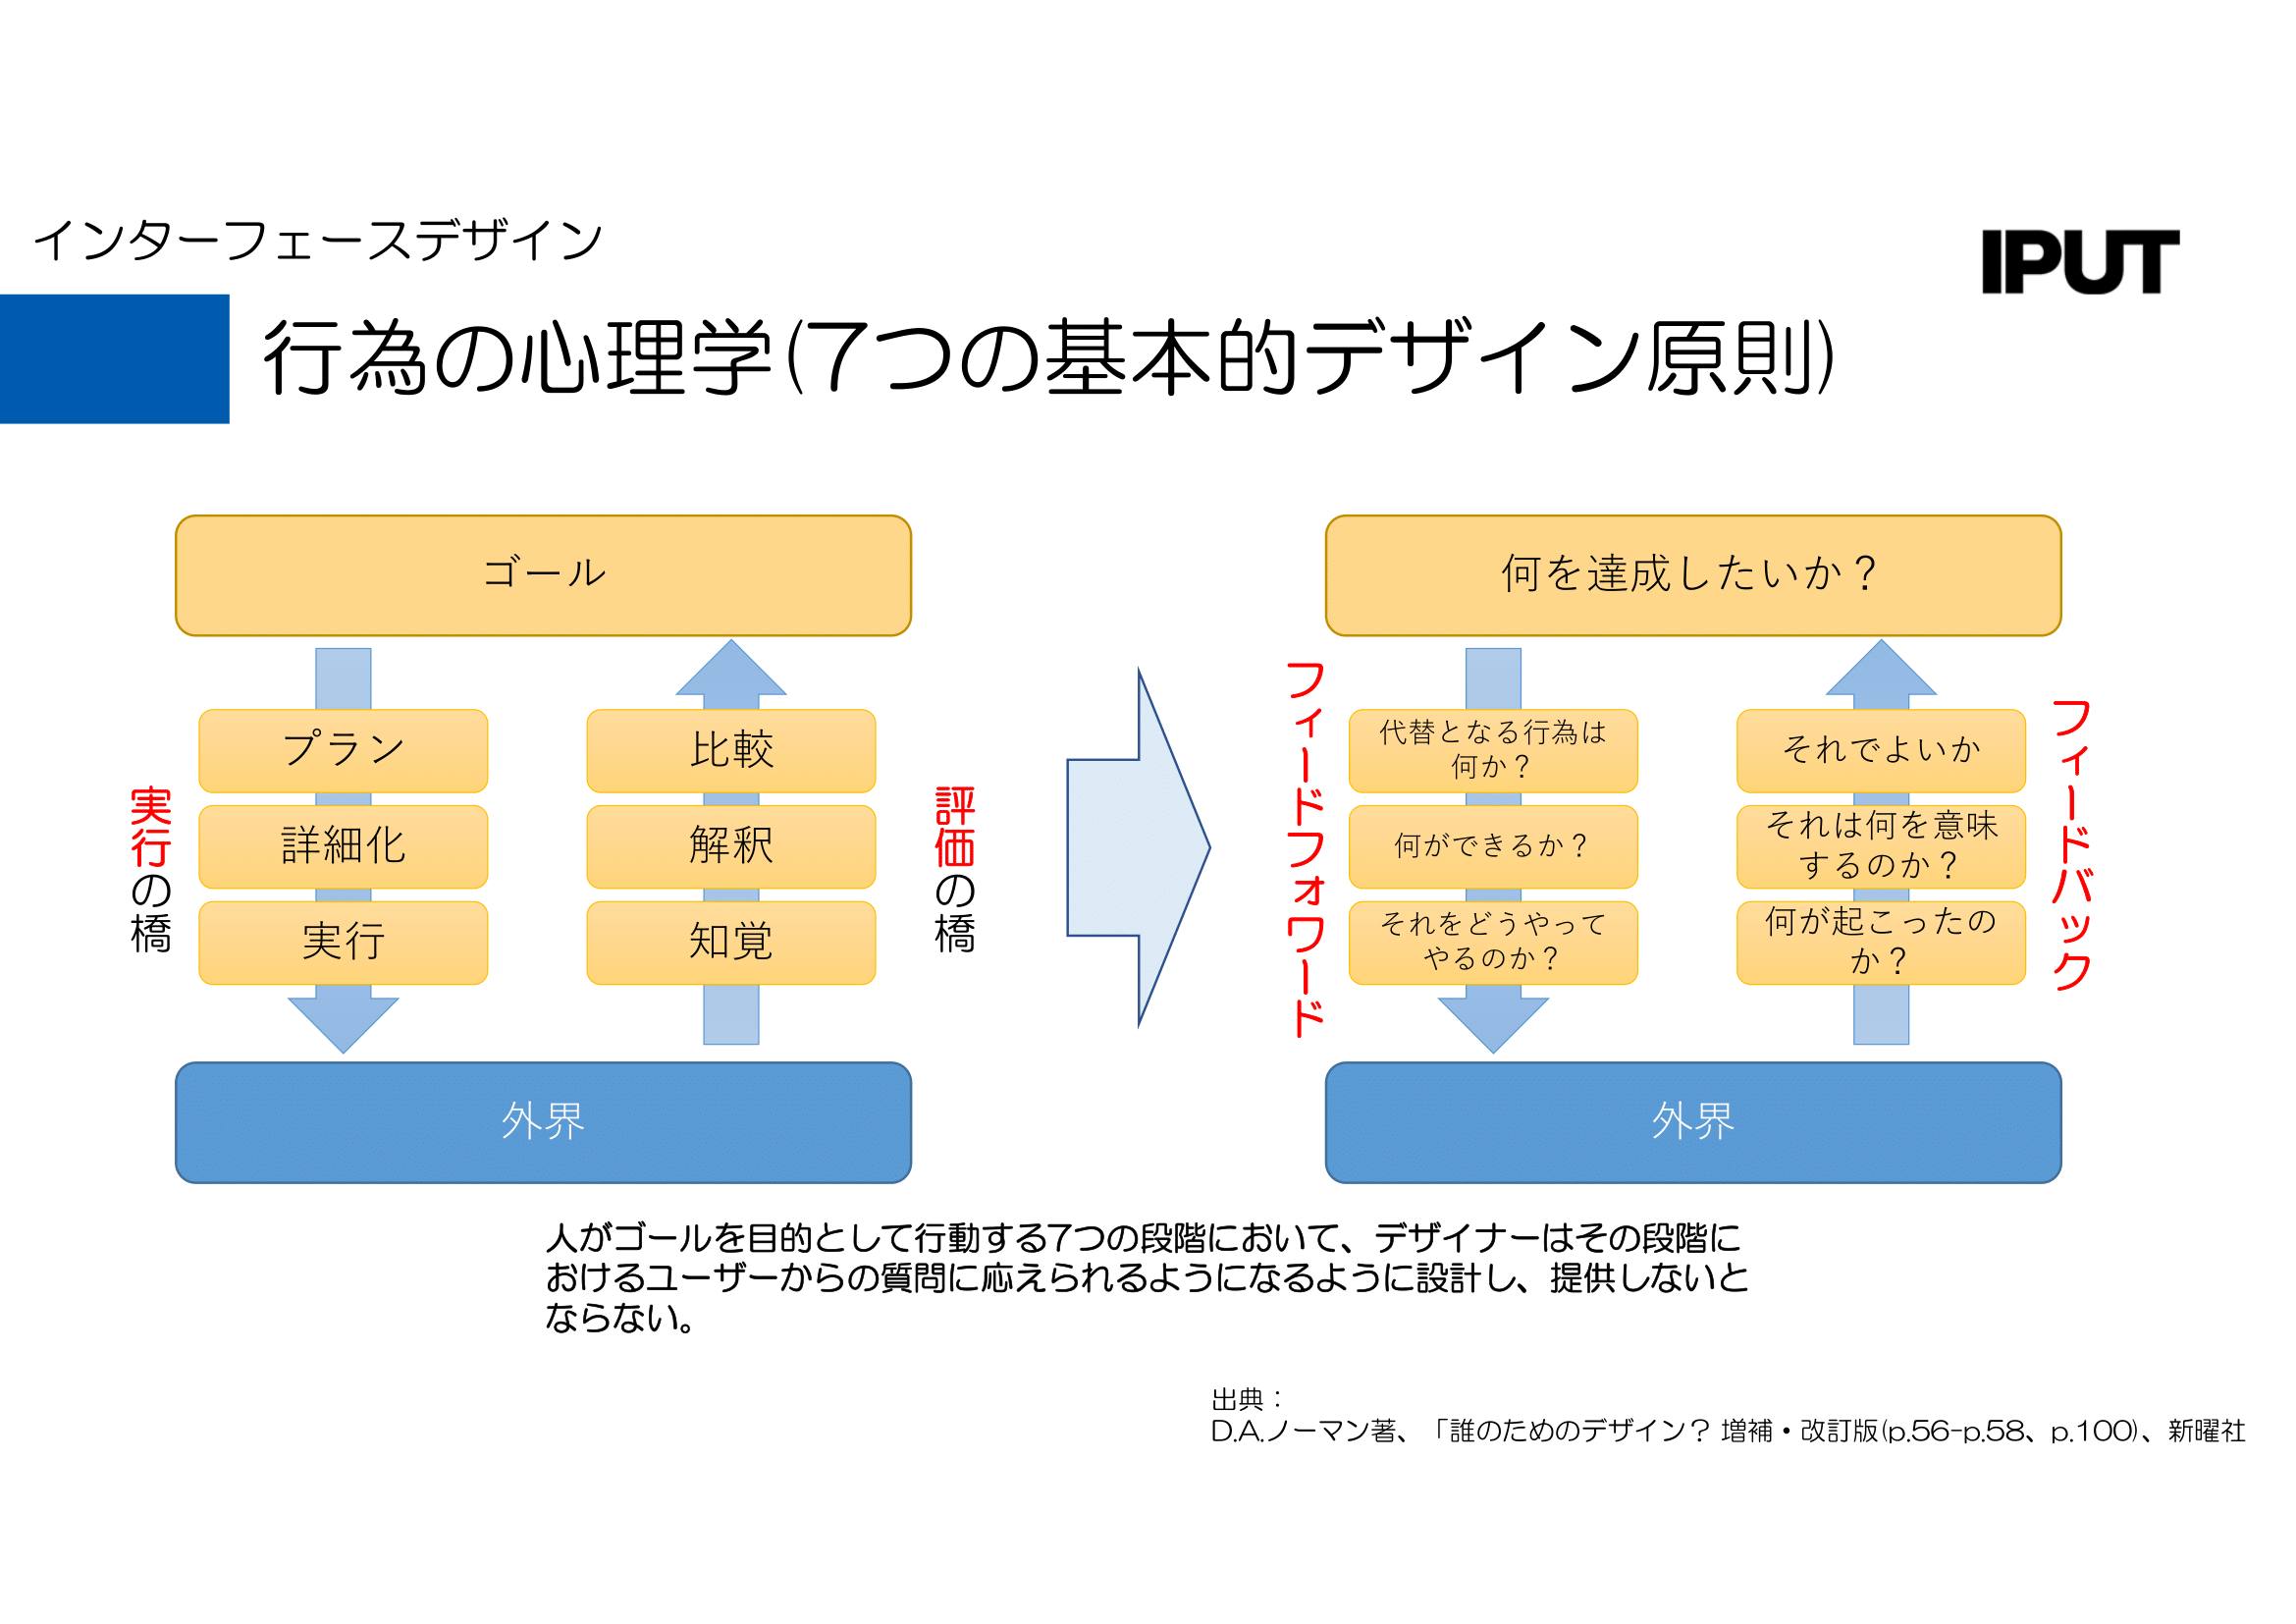 インターフェースデザイン
IPUT
行為の心理学(7つの基本的デザイン原則)
ゴール
実行の橋
プラン
詳細化
実行
比較
解釈
知覚
評価の橋
外界
何を達成したいか？
フィードフォワード
代替となる行為は
何か？
何ができるか？
それをどうやって
やるのか？
それでよいか
それは何を意味
するのか？
何が起こったの
か？
フィードバック
外界
人がゴールを目的として行動する7つの段階において、デザイナーはその段階に
おけるユーザーからの質問に応えられるようになるように設計し、提供しないと
ならない。
出典：
D.A.ノーマン著、「誰のためのデザイン？ 増補・改訂版(p.56-p.58、p.100)、新曜社